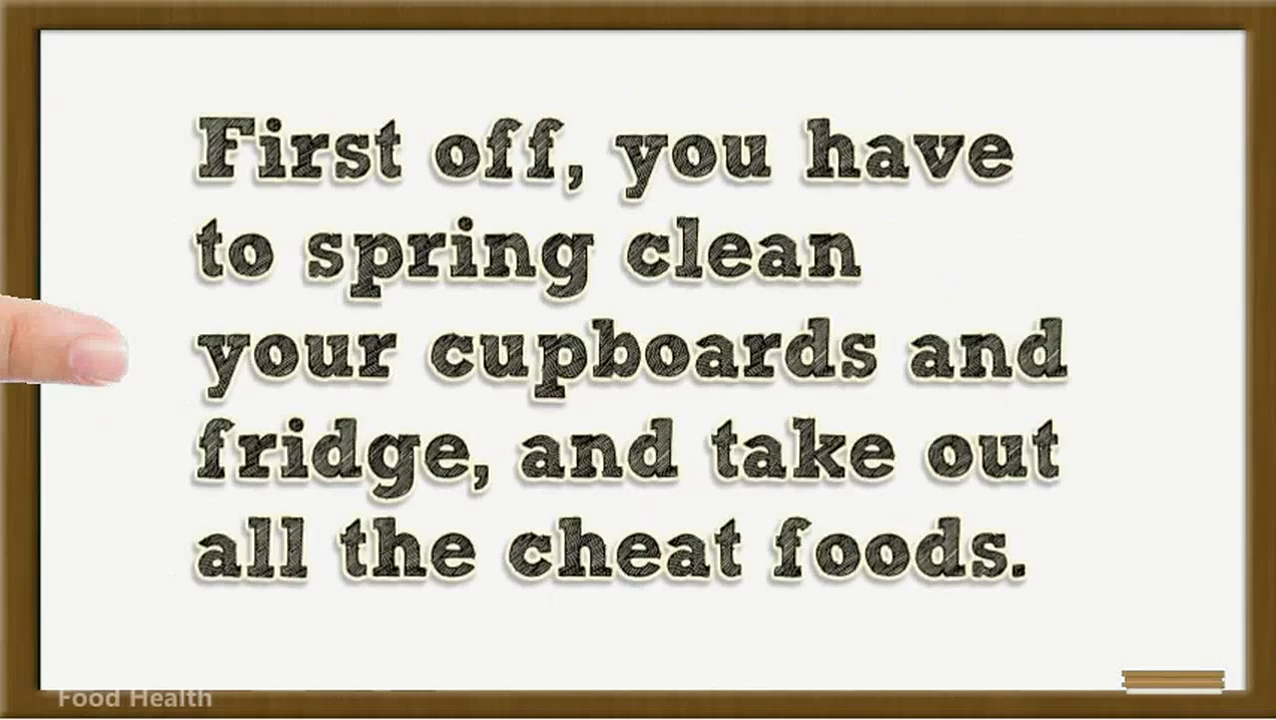 First off, you have
to spring clean
your cupboards and
fridge, and take out
all the cheat foods.
Food Health